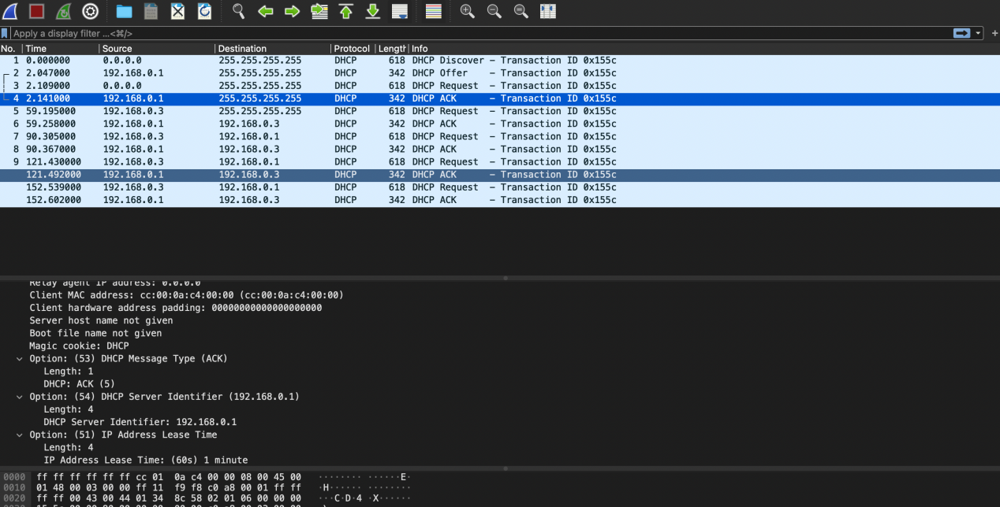 Apply a display filter ...<⌘/>
No. Time Source Destination Protocol Length Info
1 0.000000 0.0.0.0 255.255.255.255 DHCP 618 DHCP Discover – Transaction ID 0x155c
2 2.047000 192.168.0.1 255.255.255.255 DHCP 342 DHCP Offer – Transaction ID 0x155c
3 2.109000 0.0.0.0 255.255.255.255 DHCP 618 DHCP Request – Transaction ID 0x155c
4 2.141000 192.168.0.1 255.255.255.255 DHCP 342 DHCP ACK – Transaction ID 0x155c
5 59.195000 192.168.0.3 255.255.255.255 DHCP 618 DHCP Request – Transaction ID 0x155c
6 59.258000 192.168.0.1 192.168.0.3 DHCP 342 DHCP ACK – Transaction ID 0x155c
7 90.305000 192.168.0.3 192.168.0.1 DHCP 618 DHCP Request – Transaction ID 0x155c
8 90.367000 192.168.0.1 192.168.0.3 DHCP 342 DHCP ACK – Transaction ID 0x155c
9 121.430000 192.168.0.3 192.168.0.1 DHCP 618 DHCP Request – Transaction ID 0x155c
121.492000 192.168.0.1 192.168.0.3 DHCP 342 DHCP ACK – Transaction ID 0x155c
152.539000 192.168.0.3 192.168.0.1 DHCP 618 DHCP Request – Transaction ID 0x155c
152.602000 192.168.0.1 192.168.0.3 DHCP 342 DHCP ACK – Transaction ID 0x155c
Relay agent IP address: 0.0.0.0
Client MAC address: cc:00:0a:c4:00:00 (cc:00:0a:c4:00:00)
Client hardware address padding: 00000000000000000000
Server host name not given
Boot file name not given
Magic cookie: DHCP
Option: (53) DHCP Message Type (ACK)
Length: 1
DHCP: ACK (5)
Option: (54) DHCP Server Identifier (192.168.0.1)
Length: 4
DHCP Server Identifier: 192.168.0.1
Option: (51) IP Address Lease Time
Length: 4
IP Address Lease Time: (60s) 1 minute
0000 ff ff ff ff ff ff cc 01 0a c4 00 00 08 00 45 00 ········ ······E·
0010 01 48 00 03 00 00 ff 11 f9 f8 c0 a8 00 01 ff ff ·H······ ········
0020 ff ff 00 43 00 44 01 34 8c 58 02 01 06 00 00 00 ···C·D·4 ·X······